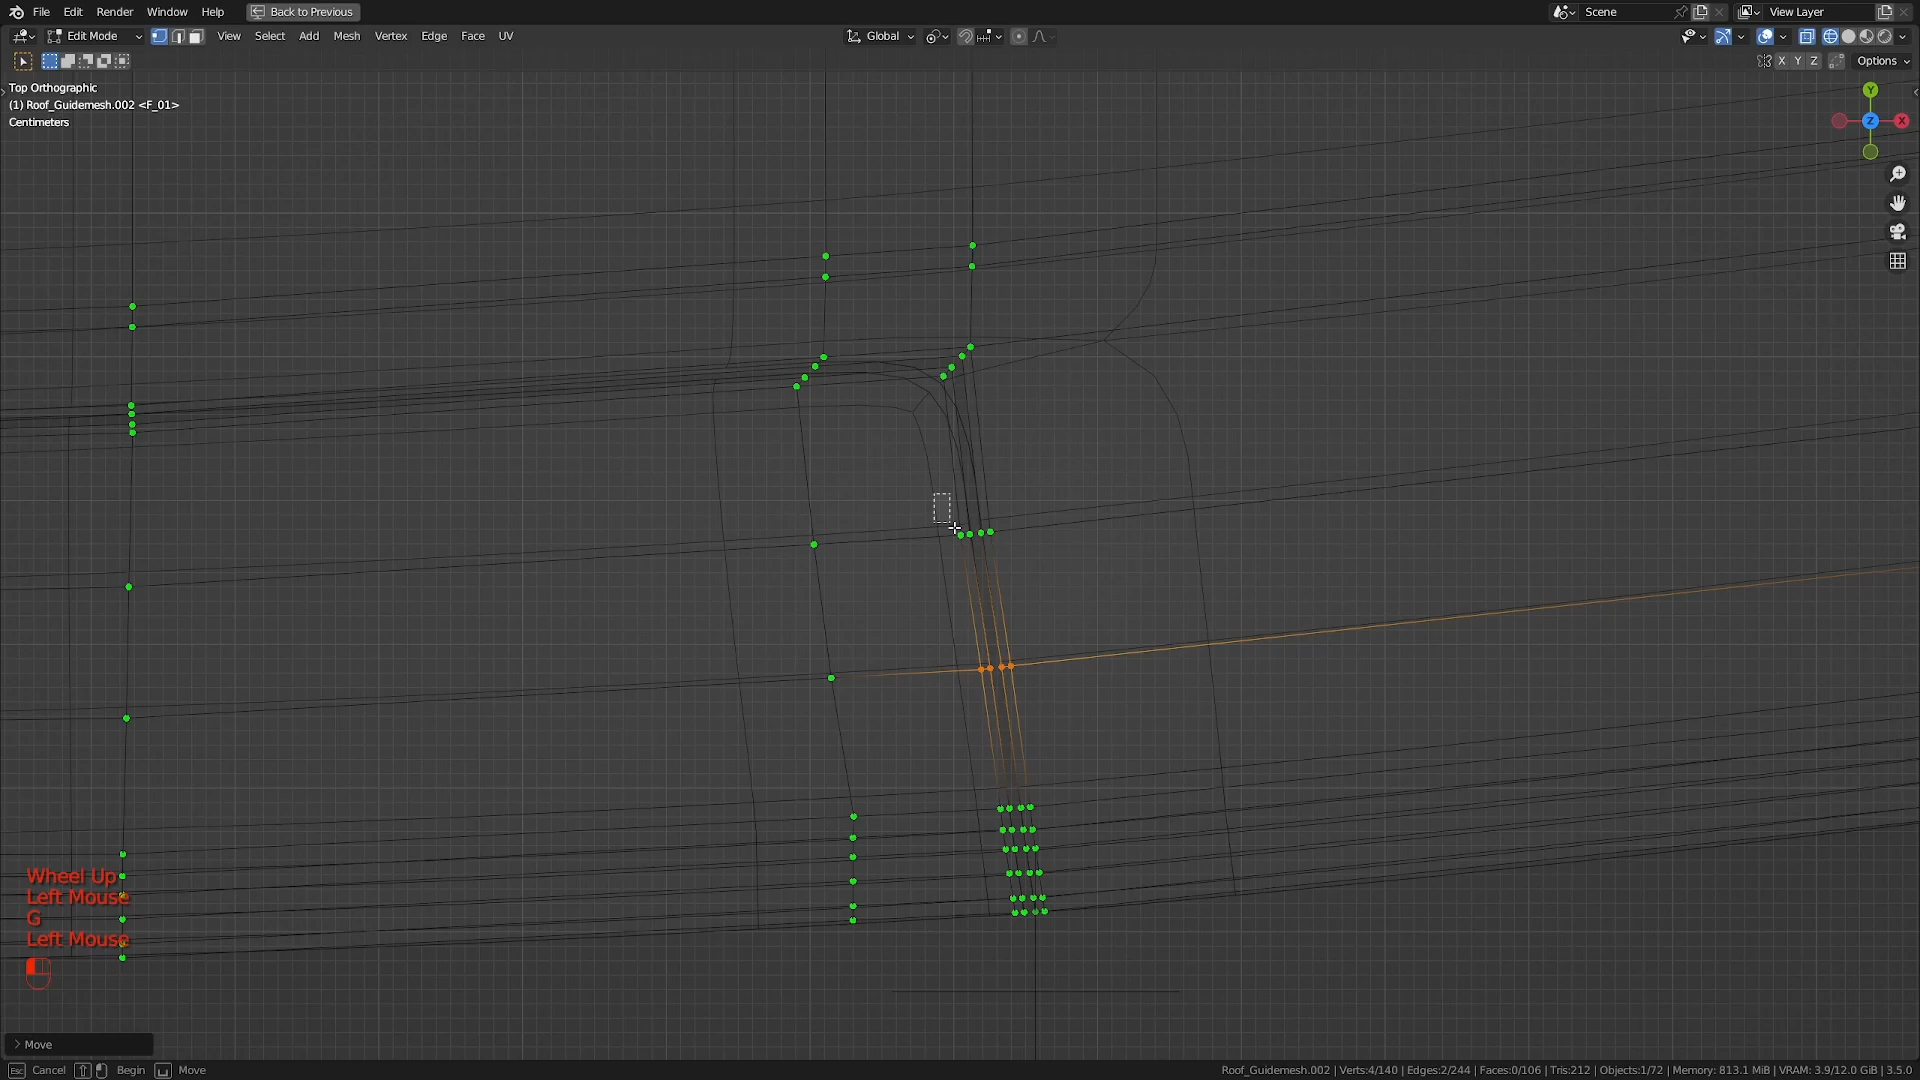 File Edit Render Window Help Back to Previous Scene View Layer
Edit Mode View Select Add Mesh Vertex Edge Face UV Global
X Y Z Options
Top Orthographic
(1) Roof_Guidemesh.002 <F_01>
Centimeters
Y
Z
X
Wheel Up
Left Mouse
G
Left Mouse
> Move
Esc Cancel Begin Move Roof_Guidemesh.002 | Verts:4/140 | Edges:2/244 | Faces:0/106 | Tris:212 | Objects:1/72 | Memory: 813.1 MiB | VRAM: 3.9/12.0 GiB | 3.5.0